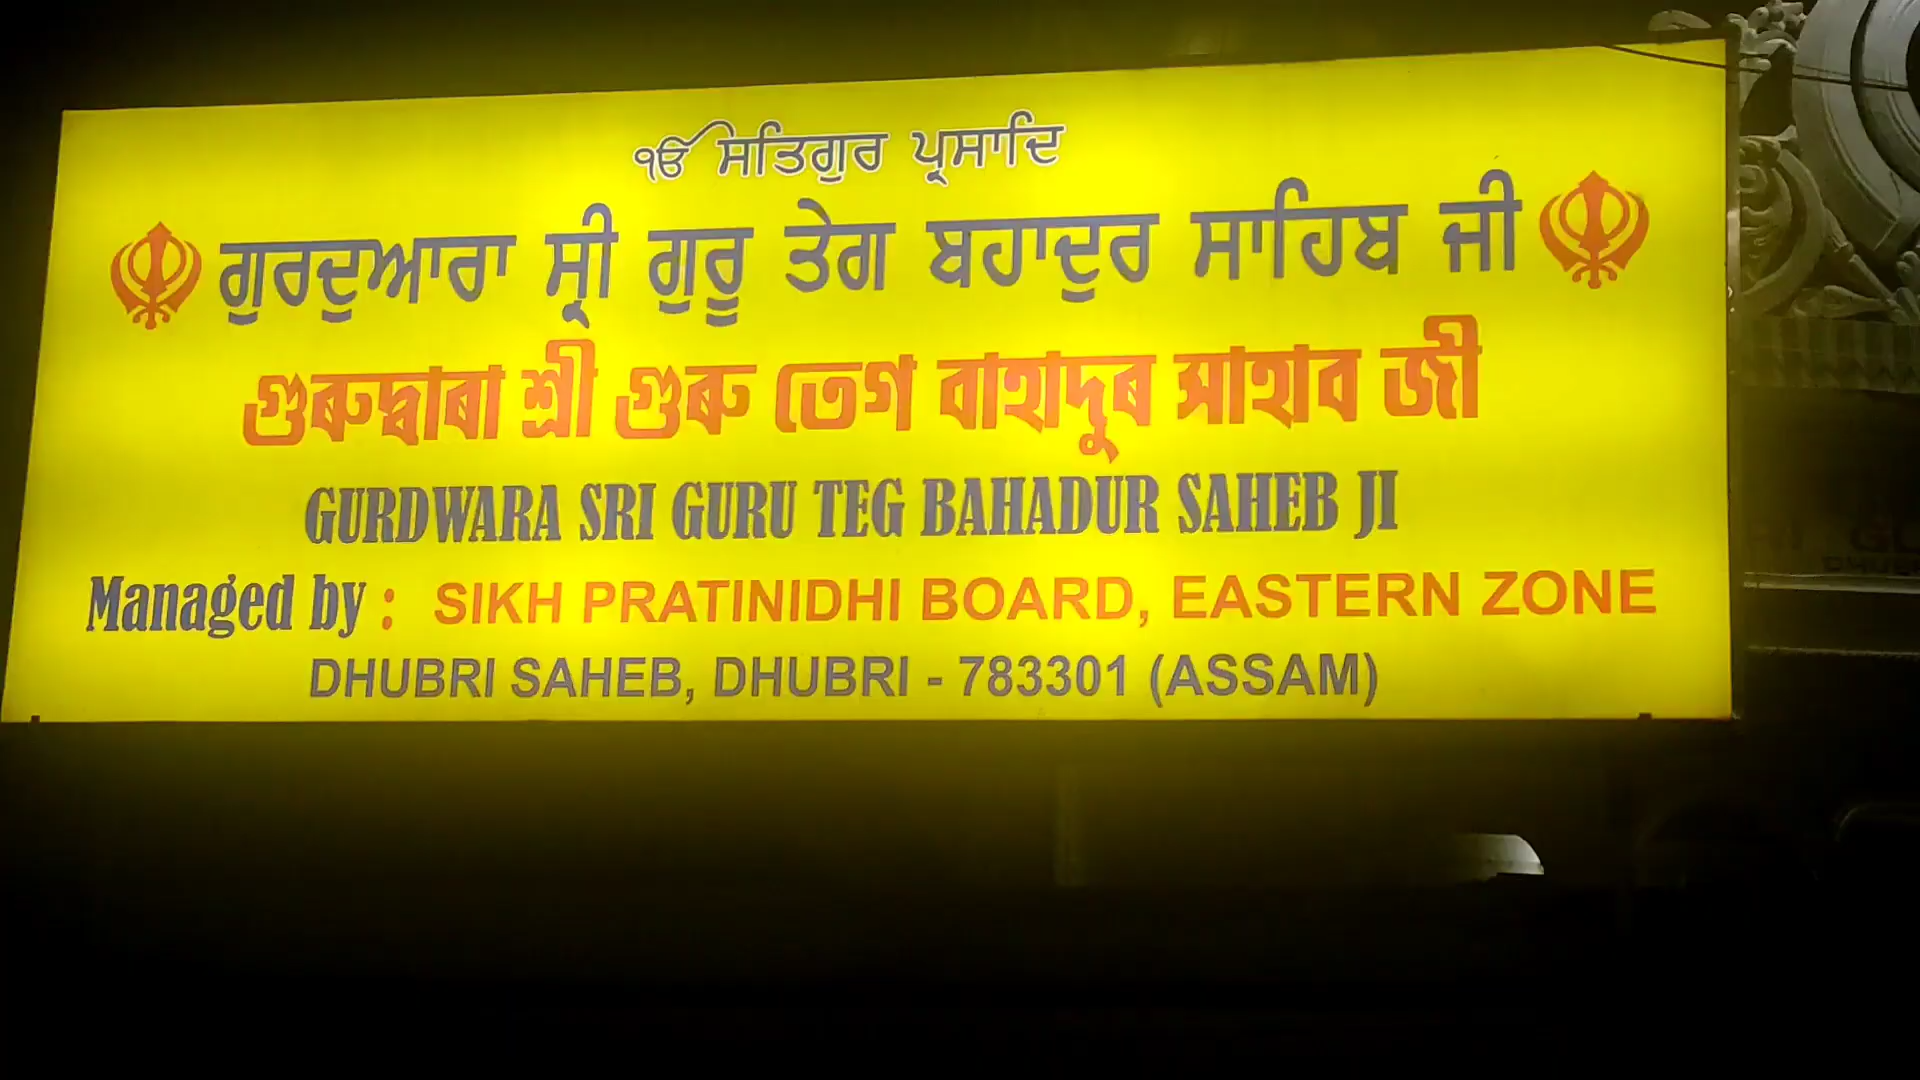 ੴ ਸਤਿਗੁਰ ਪ੍ਰਸਾਦਿ
ਗੁਰਦੁਆਰਾ ਸ੍ਰੀ ਗੁਰੂ ਤੇਗ ਬਹਾਦੁਰ ਸਾਹਿਬ ਜੀ
গুৰুদ্বাৰা শ্ৰী গুৰু তেগ বাহাদুৰ সাহাব জী
GURDWARA SRI GURU TEG BAHADUR SAHEB JI
Managed by : SIKH PRATINIDHI BOARD, EASTERN ZONE
DHUBRI SAHEB, DHUBRI - 783301 (ASSAM)